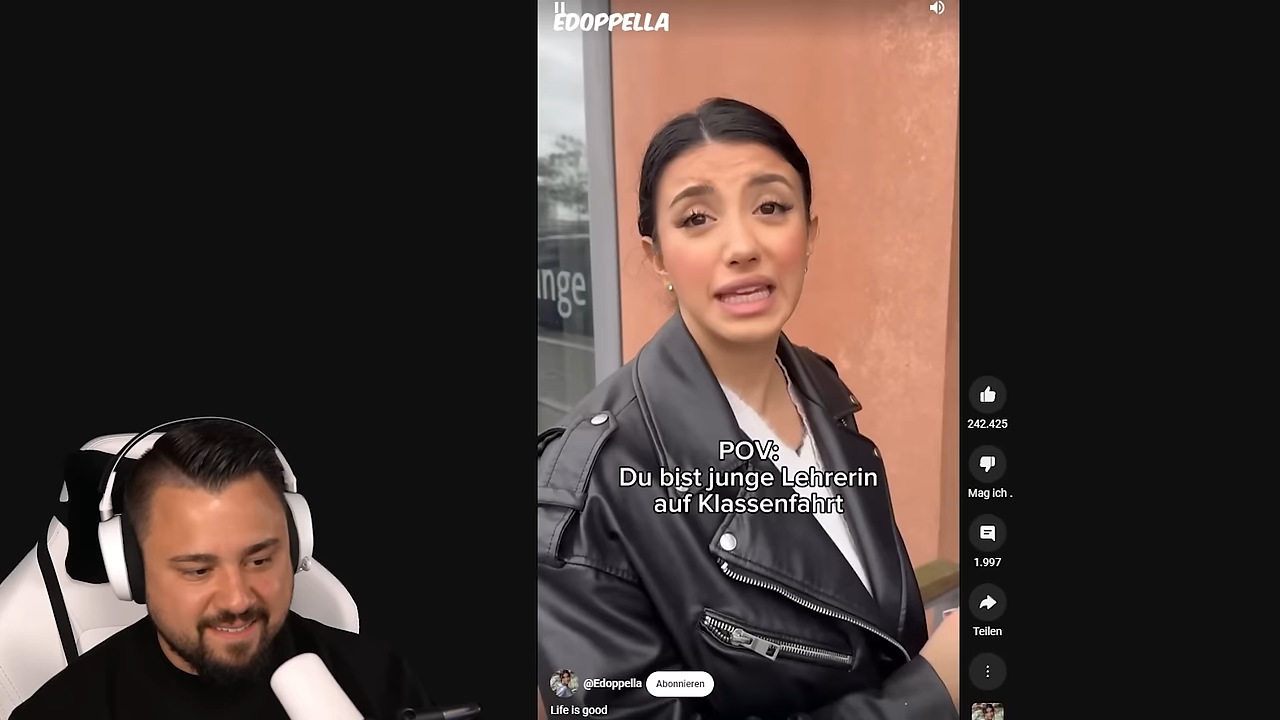 EDOPPELLA
nge
POV:
Du bist junge Lehrerin
auf Klassenfahrt
242.425
Mag ich .
1.997
Teilen
@Edoppella Abonnieren
Life is good